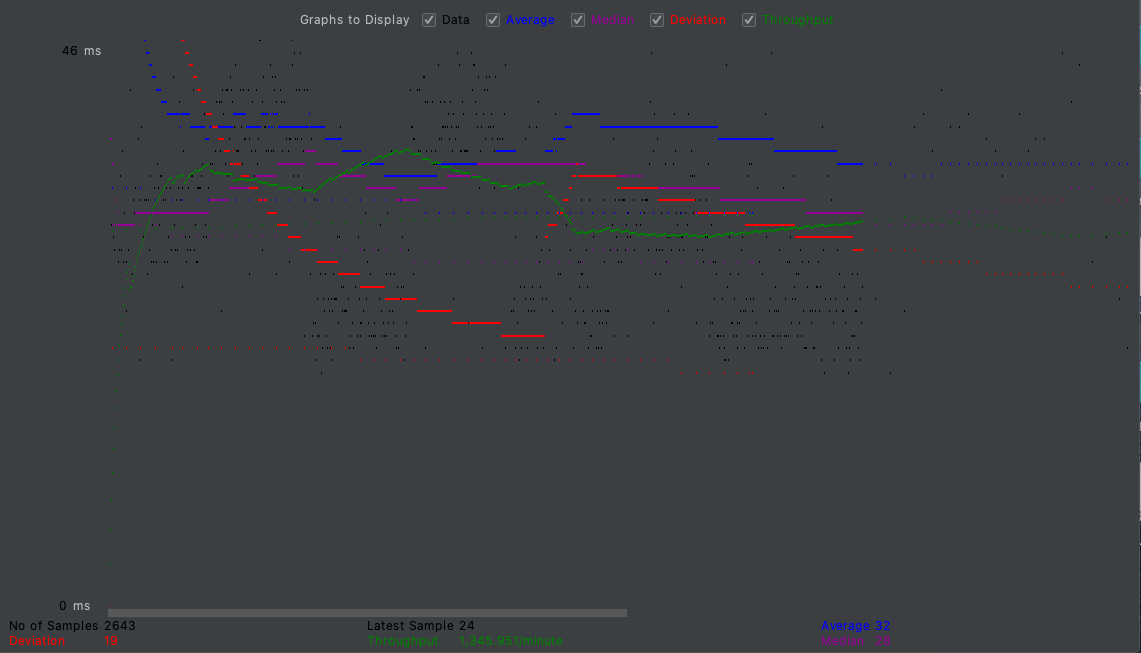 Graphs to Display Data Average Median Deviation Throughput
46 ms
0 ms
No of Samples 2643 Latest Sample 24 Average 32
Deviation 19 Throughput 1,345.951/minute Median 28